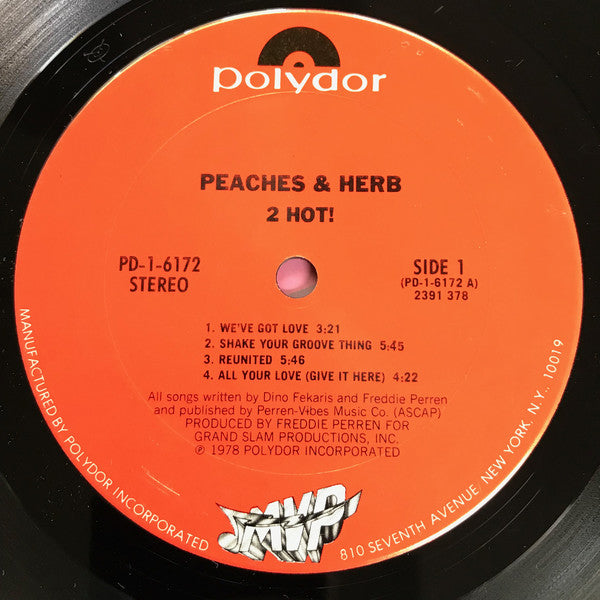 polydor
PEACHES & HERB
2 HOT!
PD-1-6172
STEREO
SIDE 1
(PD-1-6172 A)
2391 378
1. WE'VE GOT LOVE 3:21
2. SHAKE YOUR GROOVE THING 5:45
3. REUNITED 5:46
4. ALL YOUR LOVE (GIVE IT HERE) 4:22
All songs written by Dino Fekaris and Freddie Perren
and published by Perren-Vibes Music Co. (ASCAP)
PRODUCED BY FREDDIE PERREN FOR
GRAND SLAM PRODUCTIONS, INC.
℗ 1978 POLYDOR INCORPORATED
MVP
MANUFACTURED BY POLYDOR INCORPORATED
810 SEVENTH AVENUE, NEW YORK, N.Y., 10019